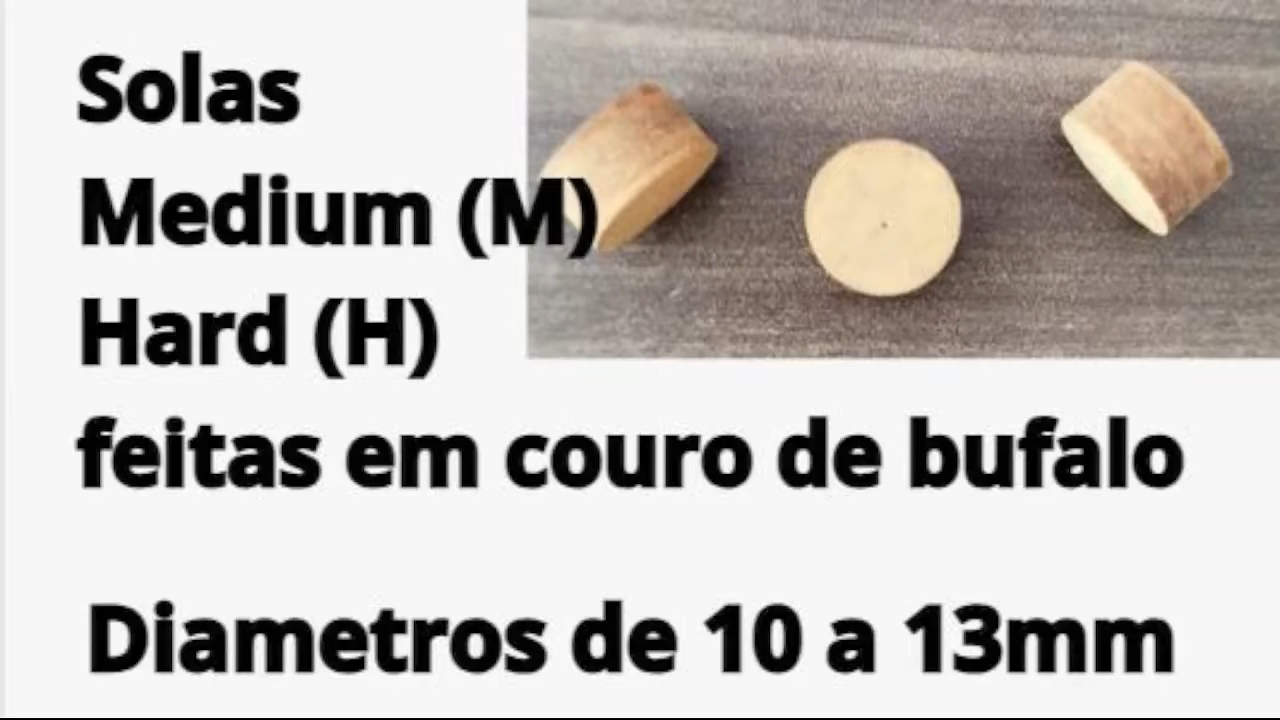 Solas
Medium (M)
Hard (H)
feitas em couro de bufalo
Diametros de 10 a 13mm